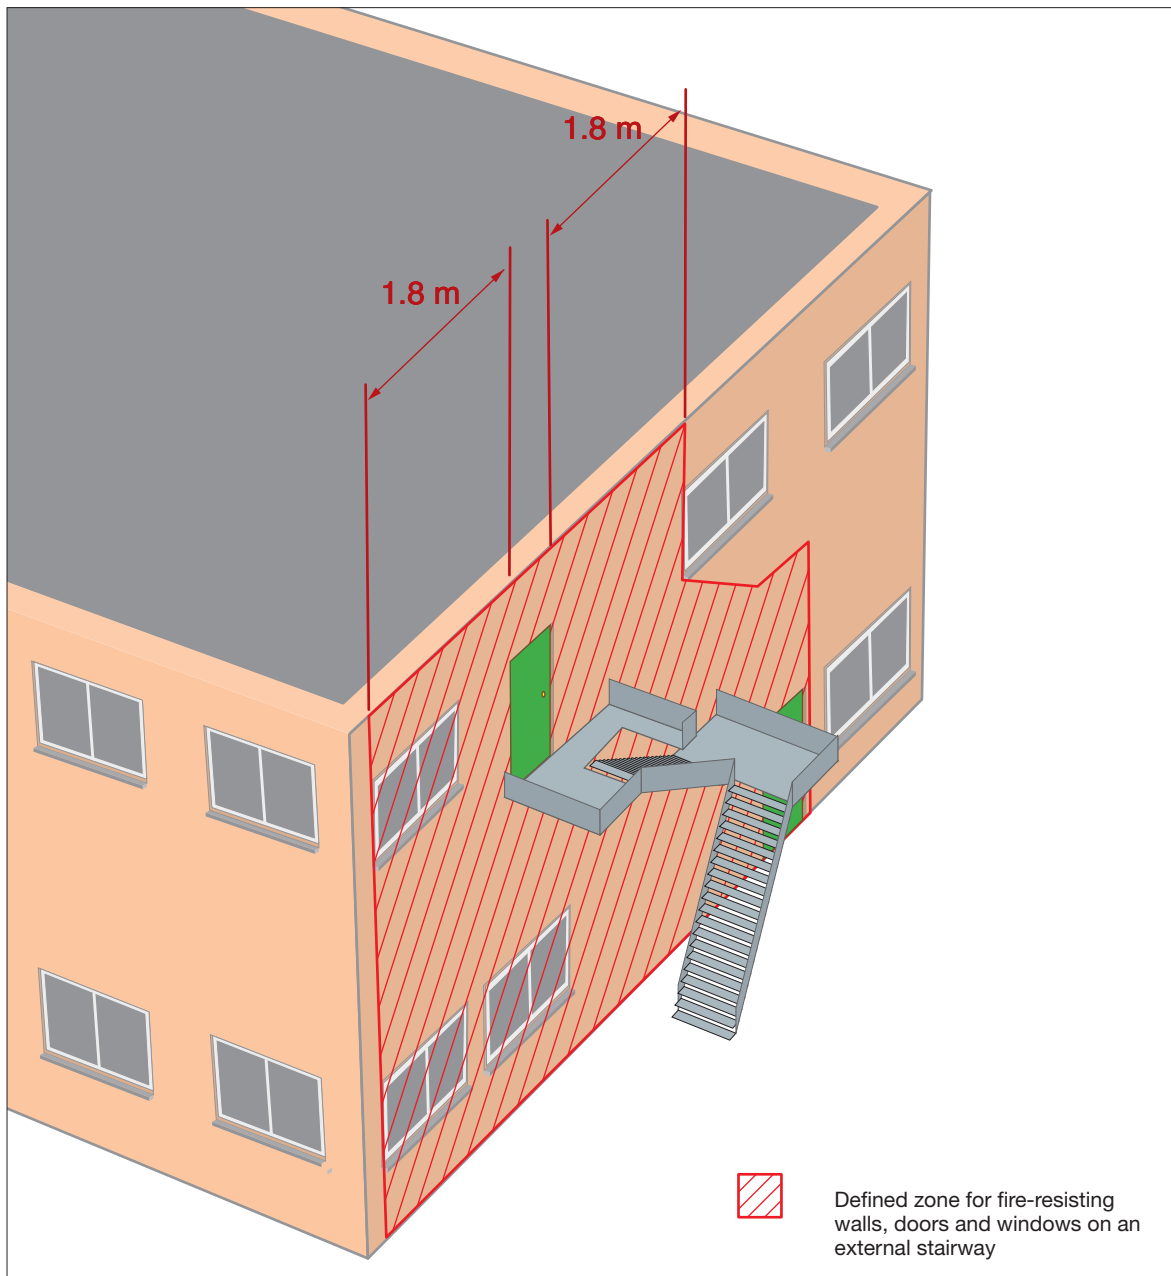 1.8 m
1.8 m
Defined zone for fire-resisting
walls, doors and windows on an
external stairway